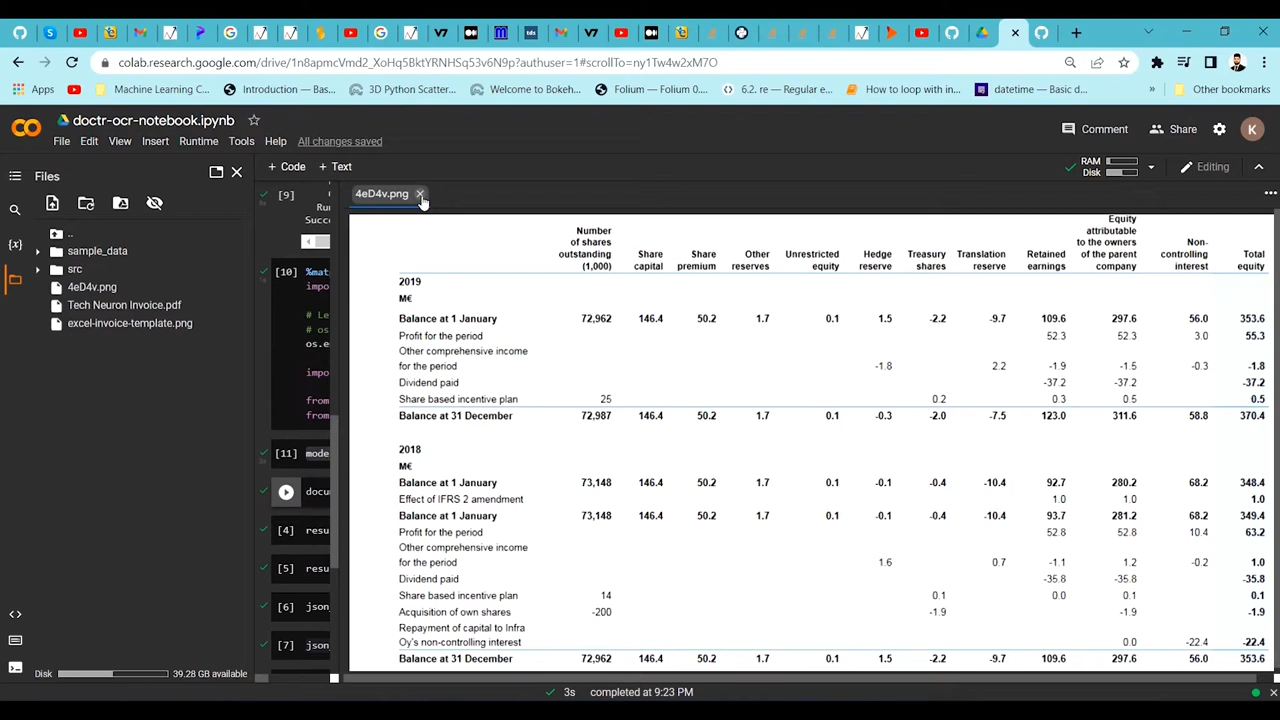 colab.research.google.com/drive/1n8apmcVmd2_XoHq5BktYRNHSq53v6N9p?authuser=1#scrollTo=ny1Tw4w2xM7O
Apps Machine Learning C... Introduction — Bas... 3D Python Scatter... Welcome to Bokeh... Folium — Folium 0.... 6.2. re — Regular e... How to loop with in... datetime — Basic d... » Other bookmarks
doctr-ocr-notebook.ipynb
File Edit View Insert Runtime Tools Help All changes saved
Comment Share K
Files
+ Code + Text
RAM
Disk
Editing
..
sample_data
src
4eD4v.png
Tech Neuron Invoice.pdf
excel-invoice-template.png
Disk 39.28 GB available
[9]
Ru
Succe
[10] %mat
impo
# Le
# os
os.e
impo
from
from
[11] mode
docu
[4] resu
[5] resu
[6] json
[7] json
4eD4v.png
Number of shares outstanding (1,000) Share capital Share premium Other reserves Unrestricted equity Hedge reserve Treasury shares Translation reserve Retained earnings Equity attributable to the owners of the parent company Non-controlling interest Total equity
2019
M€
Balance at 1 January 72,962 146.4 50.2 1.7 0.1 1.5 -2.2 -9.7 109.6 297.6 56.0 353.6
Profit for the period 52.3 52.3 3.0 55.3
Other comprehensive income
for the period -1.8 2.2 -1.9 -1.5 -0.3 -1.8
Dividend paid -37.2 -37.2 -37.2
Share based incentive plan 25 0.2 0.3 0.5 0.5
Balance at 31 December 72,987 146.4 50.2 1.7 0.1 -0.3 -2.0 -7.5 123.0 311.6 58.8 370.4
2018
M€
Balance at 1 January 73,148 146.4 50.2 1.7 0.1 -0.1 -0.4 -10.4 92.7 280.2 68.2 348.4
Effect of IFRS 2 amendment 1.0 1.0 1.0
Balance at 1 January 73,148 146.4 50.2 1.7 0.1 -0.1 -0.4 -10.4 93.7 281.2 68.2 349.4
Profit for the period 52.8 52.8 10.4 63.2
Other comprehensive income
for the period 1.6 0.7 -1.1 1.2 -0.2 1.0
Dividend paid -35.8 -35.8 -35.8
Share based incentive plan 14 0.1 0.0 0.1 0.1
Acquisition of own shares -200 -1.9 -1.9 -1.9
Repayment of capital to Infra
Oy's non-controlling interest 0.0 -22.4 -22.4
Balance at 31 December 72,962 146.4 50.2 1.7 0.1 1.5 -2.2 -9.7 109.6 297.6 56.0 353.6
3s completed at 9:23 PM